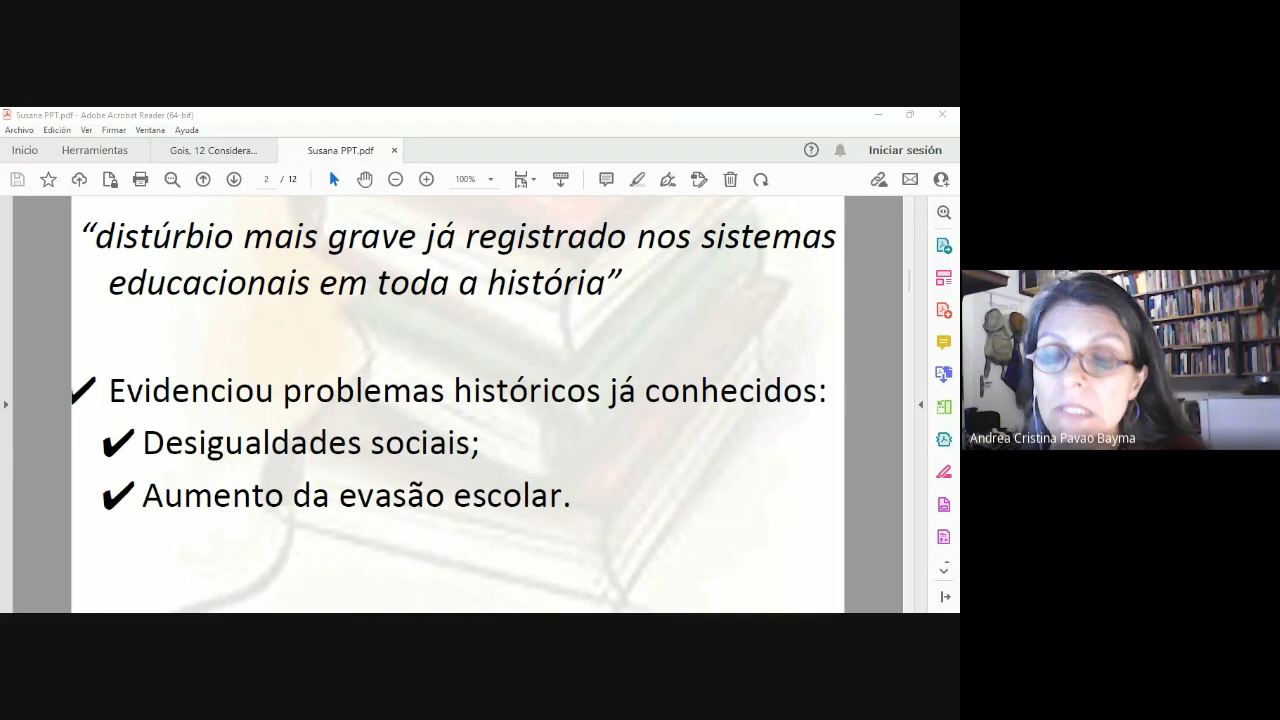 Susana PPT.pdf - Adobe Acrobat Reader (64-bit)
Archivo Edición Ver Firmar Ventana Ayuda
Inicio Herramientas Gois, 12 Considera... Susana PPT.pdf × Iniciar sesión
2 / 12 100%
“distúrbio mais grave já registrado nos sistemas
educacionais em toda a história”
✔ Evidenciou problemas históricos já conhecidos:
✔ Desigualdades sociais;
✔ Aumento da evasão escolar.
Andrea Cristina Pavao Bayma